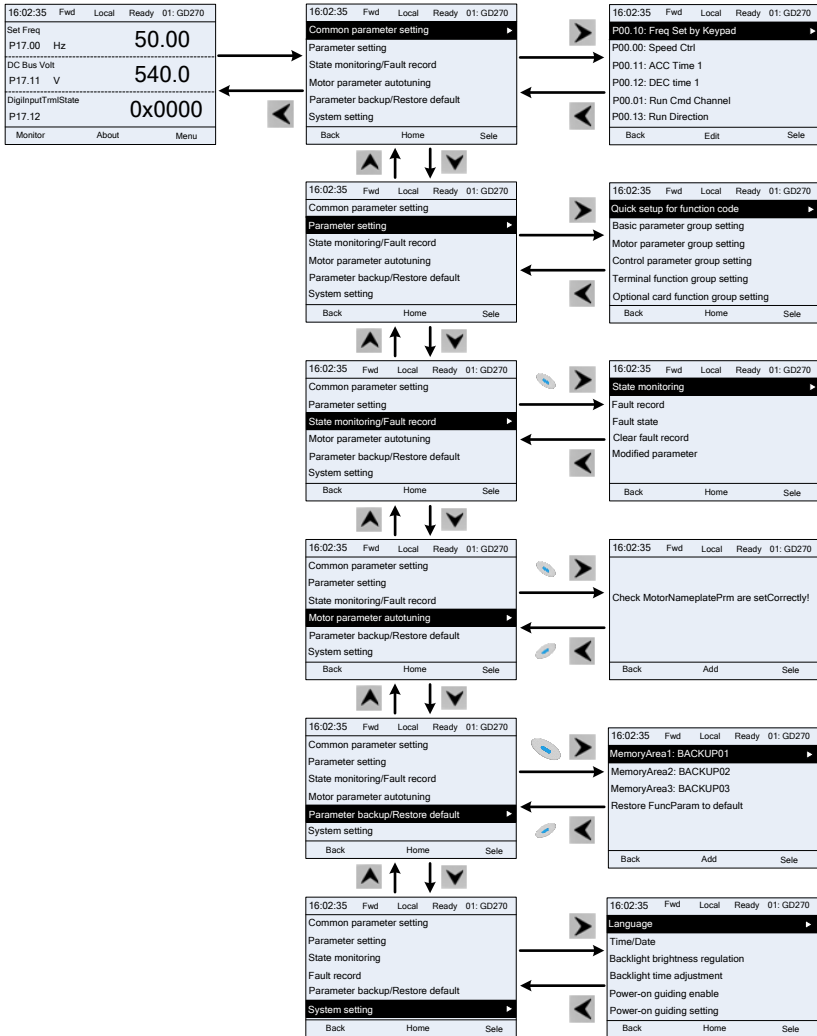 16:02:35 Fwd Local Ready 01: GD270
Set Freq
P17.00 Hz 50.00
DC Bus Volt
P17.11 V 540.0
DigiInputTrmlState
P17.12 0x0000
Monitor About Menu
16:02:35 Fwd Local Ready 01: GD270
Common parameter setting
Parameter setting
State monitoring/Fault record
Motor parameter autotuning
Parameter backup/Restore default
System setting
Back Home Sele
16:02:35 Fwd Local Ready 01: GD270
P00.10: Freq Set by Keypad
P00.00: Speed Ctrl
P00.11: ACC Time 1
P00.12: DEC time 1
P00.01: Run Cmd Channel
P00.13: Run Direction
Back Edit Sele
16:02:35 Fwd Local Ready 01: GD270
Common parameter setting
Parameter setting
State monitoring/Fault record
Motor parameter autotuning
Parameter backup/Restore default
System setting
Back Home Sele
16:02:35 Fwd Local Ready 01: GD270
Quick setup for function code
Basic parameter group setting
Motor parameter group setting
Control parameter group setting
Terminal function group setting
Optional card function group setting
Back Home Sele
16:02:35 Fwd Local Ready 01: GD270
Common parameter setting
Parameter setting
State monitoring/Fault record
Motor parameter autotuning
Parameter backup/Restore default
System setting
Back Home Sele
16:02:35 Fwd Local Ready 01: GD270
State monitoring
Fault record
Fault state
Clear fault record
Modified parameter
Back Home Sele
16:02:35 Fwd Local Ready 01: GD270
Common parameter setting
Parameter setting
State monitoring/Fault record
Motor parameter autotuning
Parameter backup/Restore default
System setting
Back Home Sele
16:02:35 Fwd Local Ready 01: GD270
Check MotorNameplatePrm are setCorrectly!
Back Add Sele
16:02:35 Fwd Local Ready 01: GD270
Common parameter setting
Parameter setting
State monitoring/Fault record
Motor parameter autotuning
Parameter backup/Restore default
System setting
Back Home Sele
16:02:35 Fwd Local Ready 01: GD270
MemoryArea1: BACKUP01
MemoryArea2: BACKUP02
MemoryArea3: BACKUP03
Restore FuncParam to default
Back Add Sele
16:02:35 Fwd Local Ready 01: GD270
Common parameter setting
Parameter setting
State monitoring
Fault record
Parameter backup/Restore default
System setting
Back Home Sele
16:02:35 Fwd Local Ready 01: GD270
Language
Time/Date
Backlight brightness regulation
Backlight time adjustment
Power-on guiding enable
Power-on guiding setting
Back Home Sele